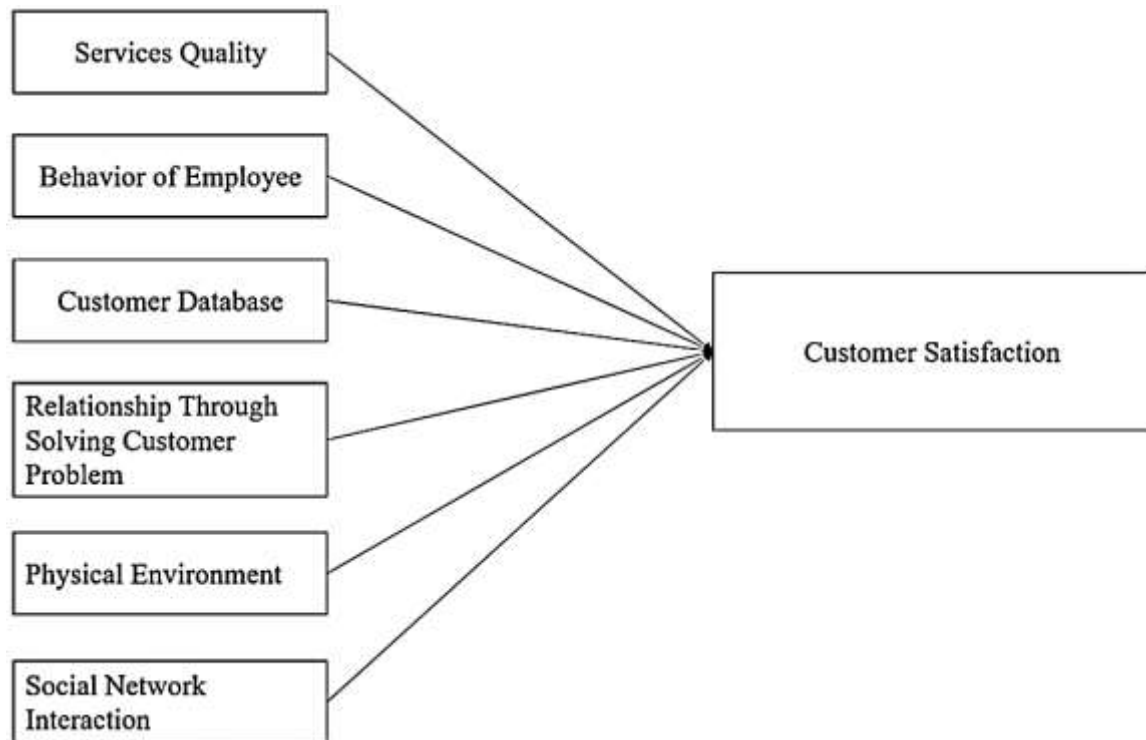 Services Quality
Behavior of Employee
Customer Database
Relationship Through
Solving Customer
Problem
Physical Environment
Social Network
Interaction
Customer Satisfaction